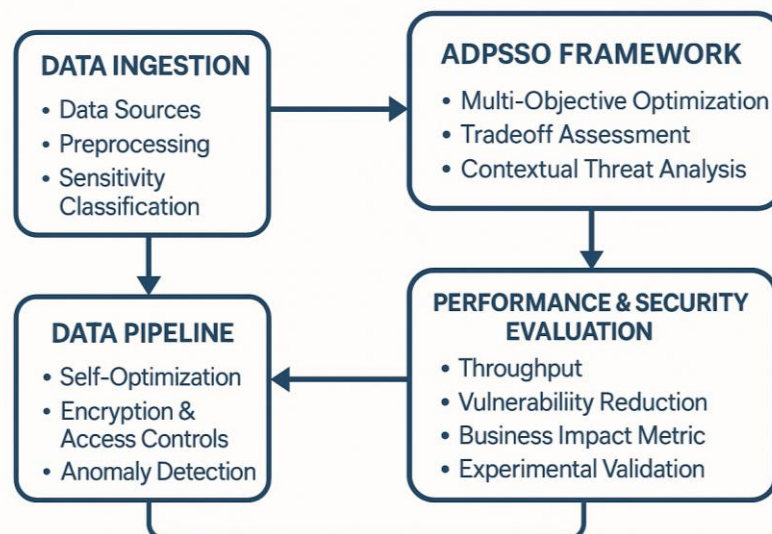 DATA INGESTION
• Data Sources
• Preprocessing
• Sensitivity
Classification
ADPSSO FRAMEWORK
• Multi-Objective Optimization
• Tradeoff Assessment
• Contextual Threat Analysis
DATA PIPELINE
• Self-Optimization
• Encryption &
Access Controls
• Anomaly Detection
PERFORMANCE & SECURITY
EVALUATION
• Throughput
• Vulnerabiliity Reduction
• Business Impact Metric
• Experimental Validation